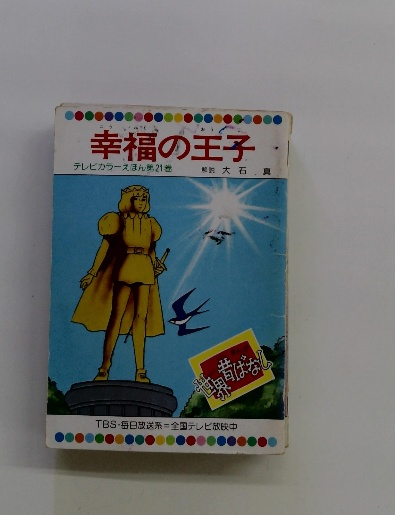 幸福の王子
テレビカラーえほん第21巻
解説 大石 真
世界昔ばなし
TBS・毎日放送系=全国テレビ放映中